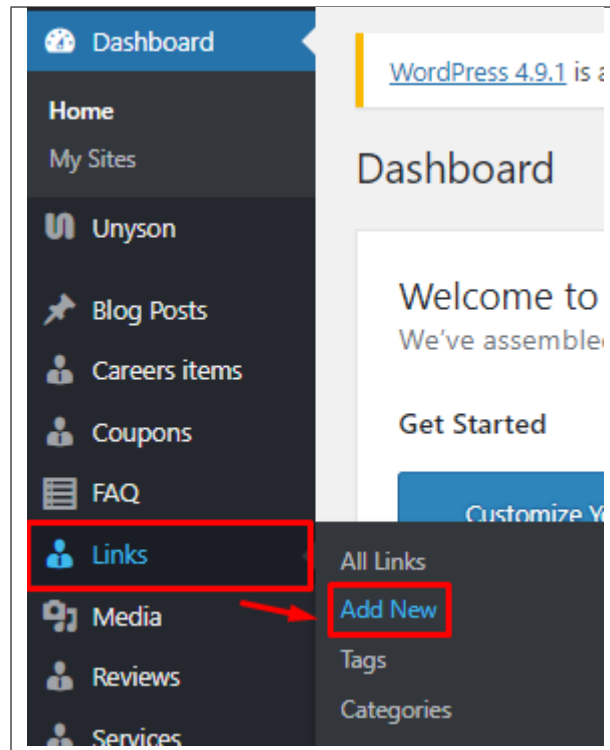 Dashboard
Home
My Sites
Unyson
Blog Posts
Careers items
Coupons
FAQ
Links
Media
Reviews
Services
All Links
Add New
Tags
Categories
WordPress 4.9.1 is
Dashboard
Welcome to
We've
Get Started
Customize